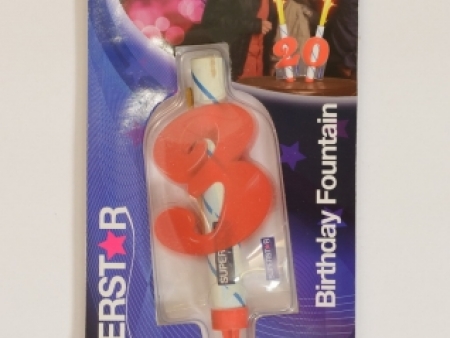 20
3
ERST★R
SUPER
Birthday Fountain